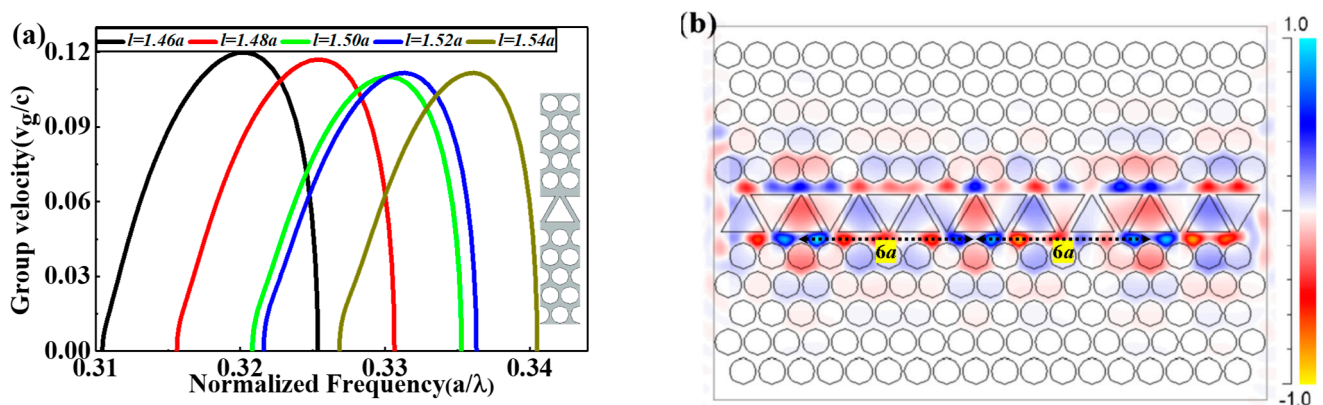 (a)
l=1.46a l=1.48a l=1.50a l=1.52a l=1.54a
Group velocity(vg/c)
0.12
0.09
0.06
0.03
0.00
0.31 0.32 0.33 0.34
Normalized Frequency(a/λ)
(b)
6a 6a
1.0
-1.0